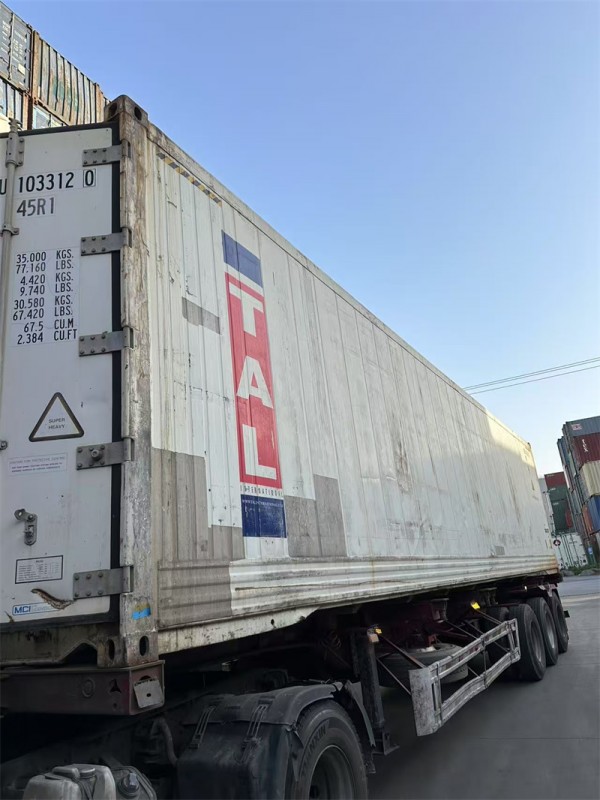 U 103312 0
45R1
35.000 KGS.
77.160 LBS.
4.420 KGS.
9.740 LBS.
30.580 KGS.
67.420 LBS.
67.5 CU.M
2.384 CU.FT
SUPER
HEAVY
MCI
TAL
INTERNATIONAL